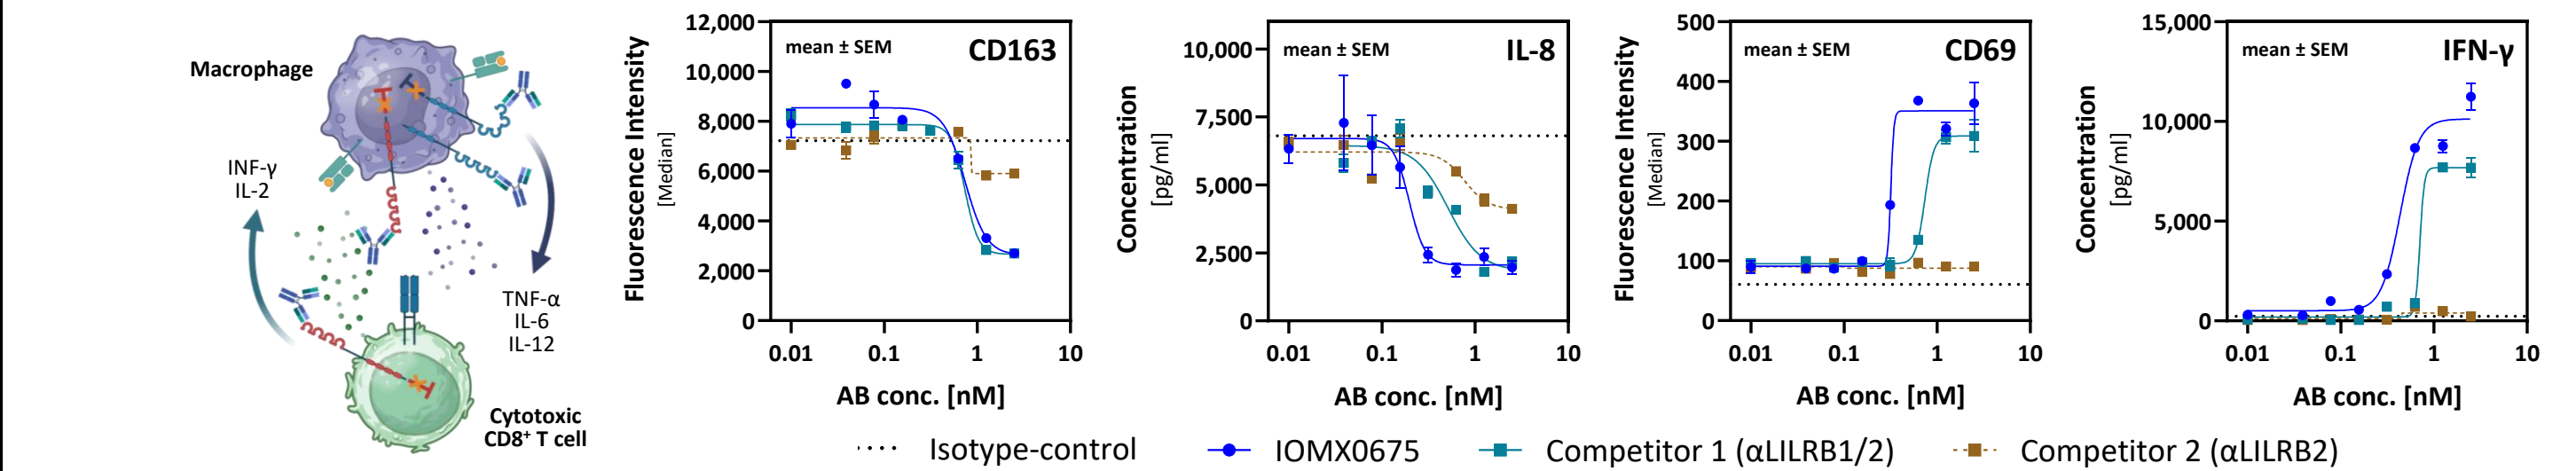 Macrophage
INF-γ
IL-2
TNF-α
IL-6
IL-12
Cytotoxic
CD8⁺ T cell
Fluorescence Intensity
[Median]
12,000
10,000
8,000
6,000
4,000
2,000
0
mean ± SEM
CD163
0.01 0.1 1 10
AB conc. [nM]
Concentration
[pg/ml]
10,000
7,500
5,000
2,500
0
mean ± SEM
IL-8
0.01 0.1 1 10
AB conc. [nM]
Fluorescence Intensity
[Median]
500
400
300
200
100
0
mean ± SEM
CD69
0.01 0.1 1 10
AB conc. [nM]
Concentration
[pg/ml]
15,000
10,000
5,000
0
mean ± SEM
IFN-γ
0.01 0.1 1 10
AB conc. [nM]
Isotype-control IOMX0675 Competitor 1 (αLILRB1/2) Competitor 2 (αLILRB2)